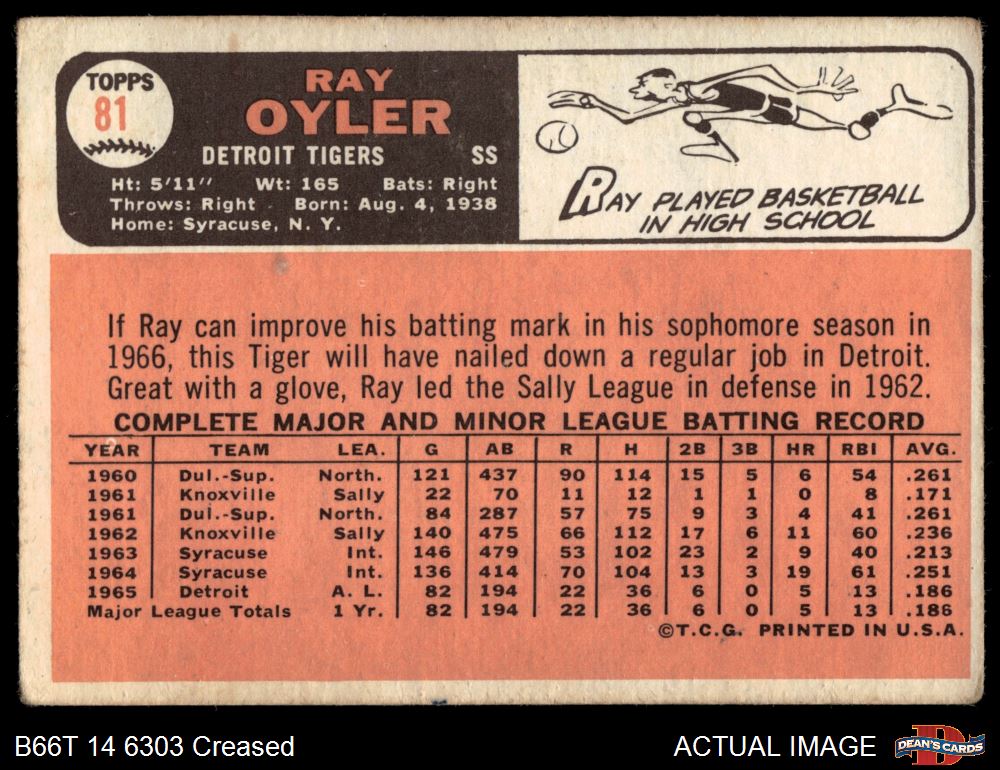 TOPPS
81
RAY
OYLER
DETROIT TIGERS SS
Ht: 5'11" Wt: 165 Bats: Right
Throws: Right Born: Aug. 4, 1938
Home: Syracuse, N. Y.
RAY PLAYED BASKETBALL
IN HIGH SCHOOL
If Ray can improve his batting mark in his sophomore season in
1966, this Tiger will have nailed down a regular job in Detroit.
Great with a glove, Ray led the Sally League in defense in 1962.
COMPLETE MAJOR AND MINOR LEAGUE BATTING RECORD
YEAR TEAM LEA. G AB R H 2B 3B HR RBI AVG.
1960 Dul.-Sup. North. 121 437 90 114 15 5 6 54 .261
1961 Knoxville Sally 22 70 11 12 1 1 0 8 .171
1961 Dul.-Sup. North. 84 287 57 75 9 3 4 41 .261
1962 Knoxville Sally 140 475 66 112 17 6 11 60 .236
1963 Syracuse Int. 146 479 53 102 23 2 9 40 .213
1964 Syracuse Int. 136 414 70 104 13 3 19 61 .251
1965 Detroit A. L. 82 194 22 36 6 0 5 13 .186
Major League Totals 1 Yr. 82 194 22 36 6 0 5 13 .186
©T.C.G. PRINTED IN U.S.A.
B66T 14 6303 Creased
ACTUAL IMAGE
DEAN'S CARDS